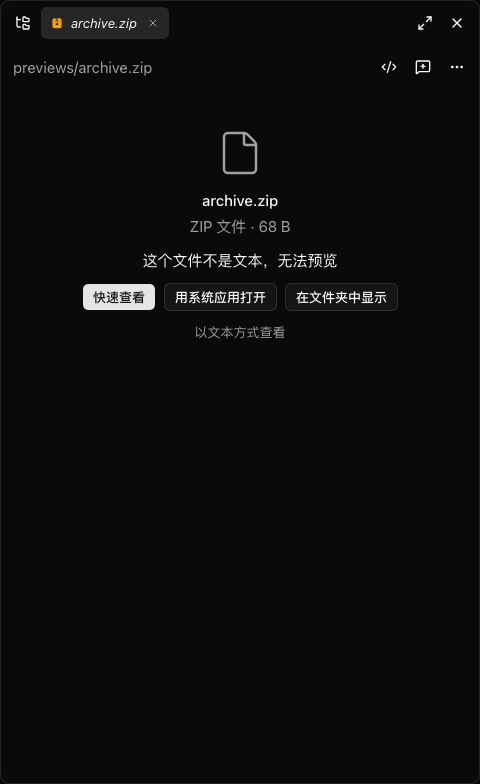 archive.zip
previews/archive.zip
archive.zip
ZIP 文件 · 68 B
这个文件不是文本，无法预览
快速查看 用系统应用打开 在文件夹中显示
以文本方式查看